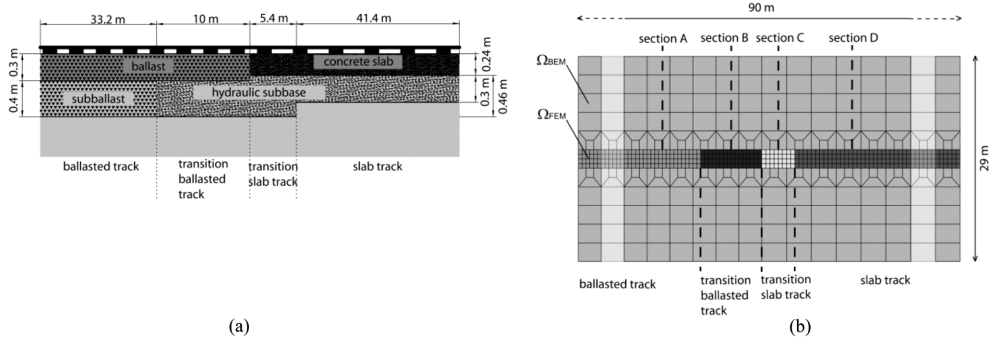 (a)
33.2 m 10 m 5.4 m 41.4 m
0.3 m
ballast
concrete slab
0.24 m
0.4 m
subballast
hydraulic subbase
0.3 m
0.46 m
ballasted track
transition
ballasted
track
transition
slab track
slab track
(a)
90 m
section A section B section C section D
Ω_BEM
Ω_FEM
29 m
ballasted track
transition
ballasted
track
transition
slab track
slab track
(b)